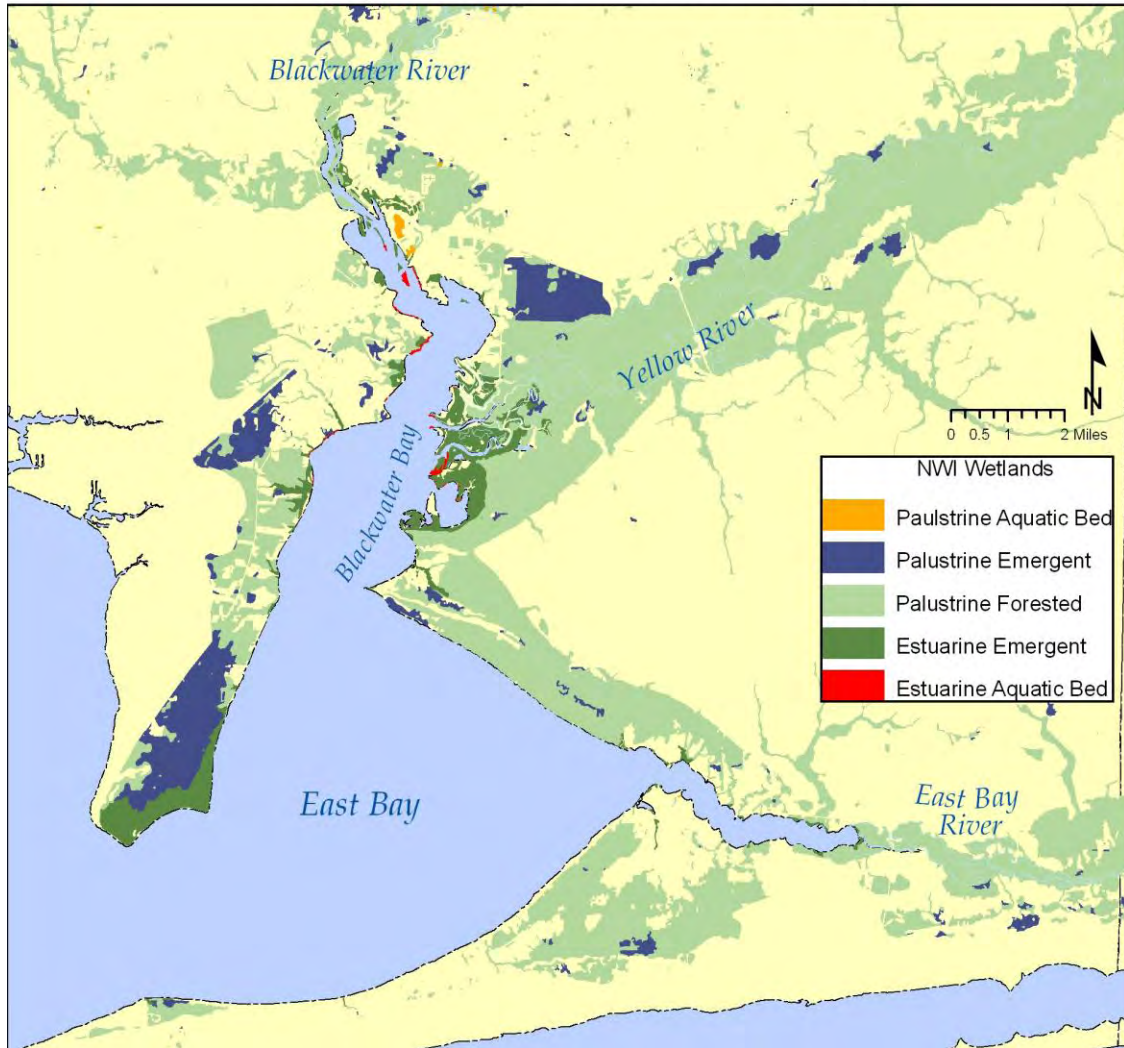 Blackwater River
Yellow River
N
0 0.5 1 2 Miles
NWI Wetlands
Paulstrine Aquatic Bed
Palustrine Emergent
Palustrine Forested
Estuarine Emergent
Estuarine Aquatic Bed
Blackwater Bay
East Bay
East Bay
River